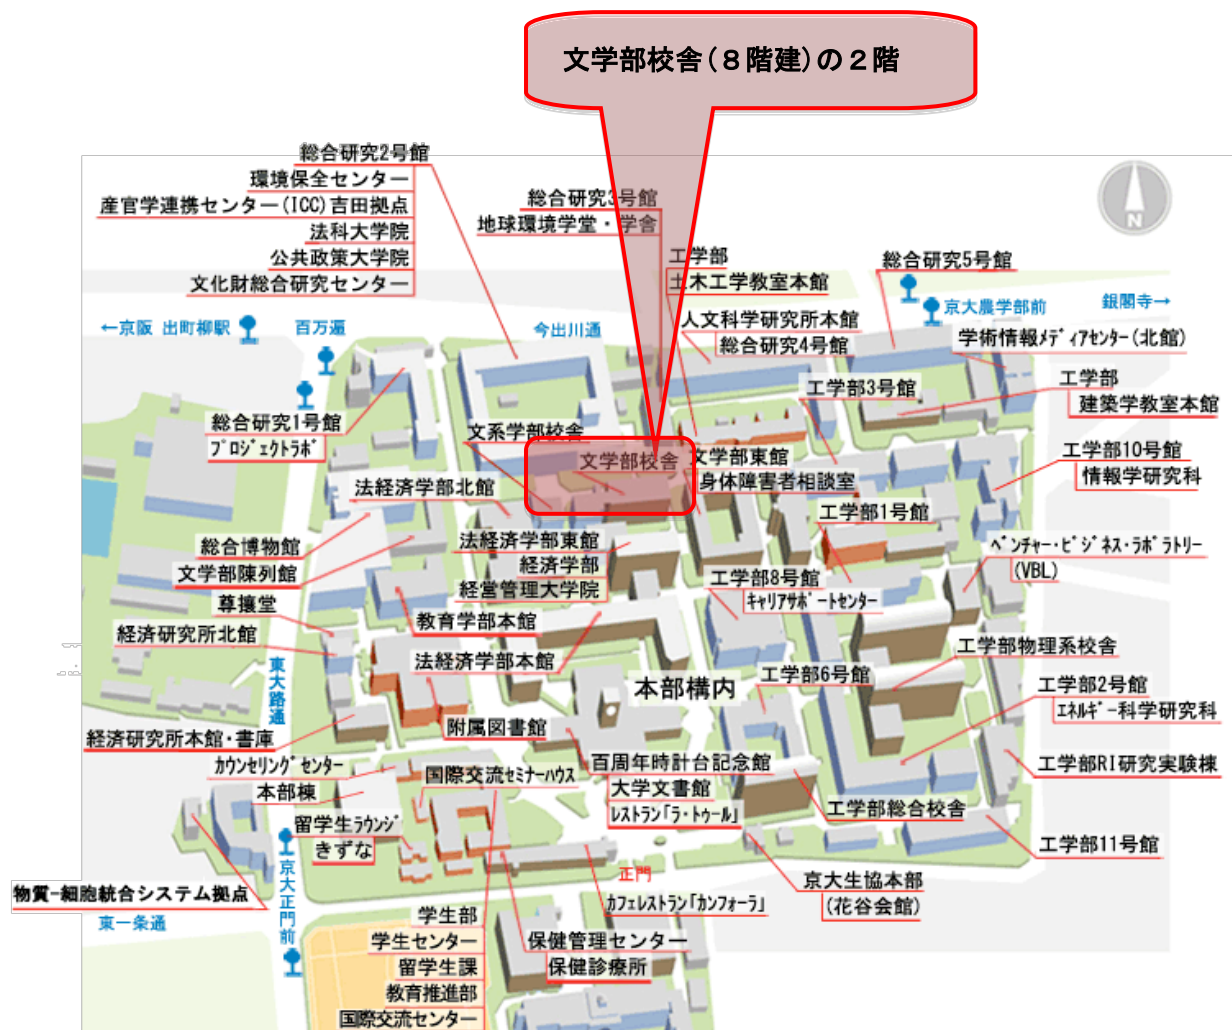 文学部校舎(8階建)の2階
総合研究2号館
環境保全センター
産官学連携センター(ICC)吉田拠点
法科大学院
公共政策大学院
文化財総合研究センター
総合研究3号館
地球環境学堂・学舎
工学部
土木工学教室本館
総合研究5号館
N
←京阪 出町柳駅
百万遍
今出川通
京大農学部前
銀閣寺→
人文科学研究所本館
総合研究4号館
学術情報メディアセンター(北館)
工学部3号館
工学部
建築学教室本館
総合研究1号館
プロジェクトラボ
文系学部校舎
文学部校舎
文学部東館
身体障害者相談室
工学部10号館
情報学研究科
法経済学部北館
工学部1号館
総合博物館
文学部陳列館
法経済学部東館
経済学部
経営管理大学院
ベンチャー・ビジネス・ラボラトリー
(VBL)
工学部8号館
キャリアサポートセンター
尊攘堂
経済研究所北館
教育学部本館
法経済学部本館
工学部物理系校舎
東大路通
本部構内
工学部6号館
工学部2号館
エネルギー科学研究科
附属図書館
経済研究所本館・書庫
カウンセリングセンター
国際交流セミナーハウス
百周年時計台記念館
大学文書館
レストラン「ラ・トゥール」
工学部RI研究実験棟
本部棟
留学生ラウンジ
きずな
工学部総合校舎
工学部11号館
正門
京大正門前
物質-細胞統合システム拠点
東一条通
カフェレストラン「カンフォーラ」
京大生協本部
(花谷会館)
学生部
学生センター
留学生課
教育推進部
国際交流センター
保健管理センター
保健診療所